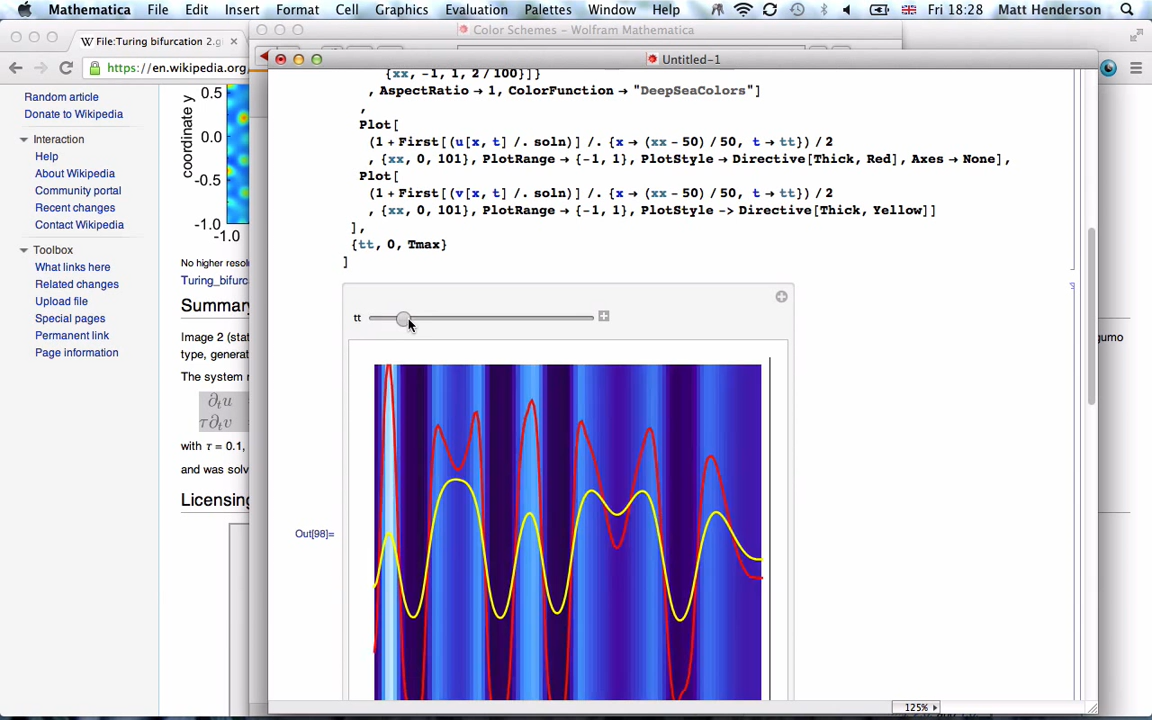 Mathematica File Edit Insert Format Cell Graphics Evaluation Palettes Window Help Fri 18:28 Matt Henderson
Color Schemes - Wolfram Mathematica
File:Turing bifurcation 2.g
https://en.wikipedia.org
Untitled-1
Random article
Donate to Wikipedia
Interaction
Help
About Wikipedia
Community portal
Recent changes
Contact Wikipedia
Toolbox
What links here
Related changes
Upload file
Special pages
Permanent link
Page information
coordinate y
0.5
0.0
-0.5
-1.0
-1.0
No higher resol
Turing_bifurc
Summar
Image 2 (stat
type, generat
The system r
∂tu
τ∂tv
with τ = 0.1,
and was solv
Licensing
gumo
{xx, -1, 1, 2/100}]}
, AspectRatio → 1, ColorFunction → "DeepSeaColors"]
,
Plot[
(1 + First[(u[x, t] /. soln)] /. {x → (xx - 50) / 50, t → tt}) / 2
, {xx, 0, 101}, PlotRange → {-1, 1}, PlotStyle → Directive[Thick, Red], Axes → None],
Plot[
(1 + First[(v[x, t] /. soln)] /. {x → (xx - 50) / 50, t → tt}) / 2
, {xx, 0, 101}, PlotRange → {-1, 1}, PlotStyle -> Directive[Thick, Yellow]]
],
{tt, 0, Tmax}
]
tt
Out[98]=
125%